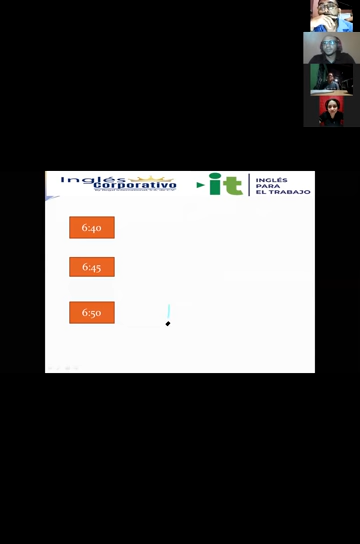 Inglés
Corporativo
it
INGLÉS
PARA
EL TRABAJO
6:40
6:45
6:50